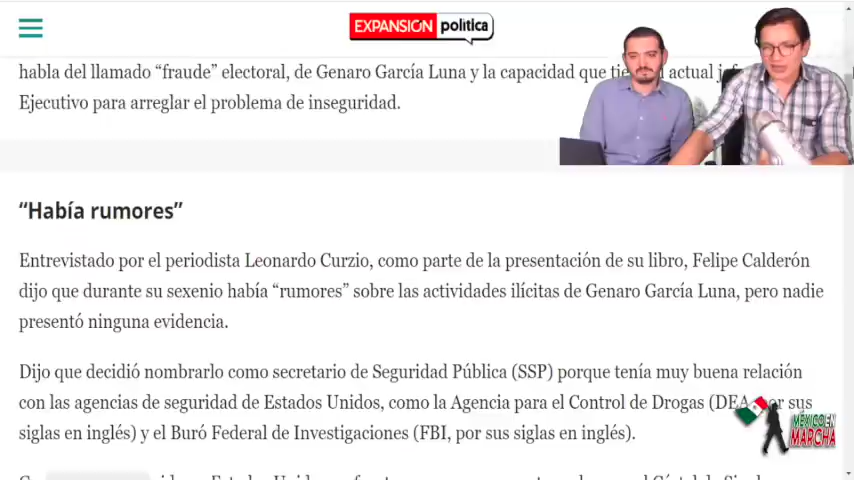 EXPANSIÓN política
habla del llamado “fraude” electoral, de Genaro García Luna y la capacidad que actual
Ejecutivo para arreglar el problema de inseguridad.
“Había rumores”
Entrevistado por el periodista Leonardo Curzio, como parte de la presentación de su libro, Felipe Calderón
dijo que durante su sexenio había “rumores” sobre las actividades ilícitas de Genaro García Luna, pero nadie
presentó ninguna evidencia.
Dijo que decidió nombrarlo como secretario de Seguridad Pública (SSP) porque tenía muy buena relación
con las agencias de seguridad de Estados Unidos, como la Agencia para el Control de Drogas (DEA, por sus
siglas en inglés) y el Buró Federal de Investigaciones (FBI, por sus siglas en inglés).
MÉXICO EN
MARCHA